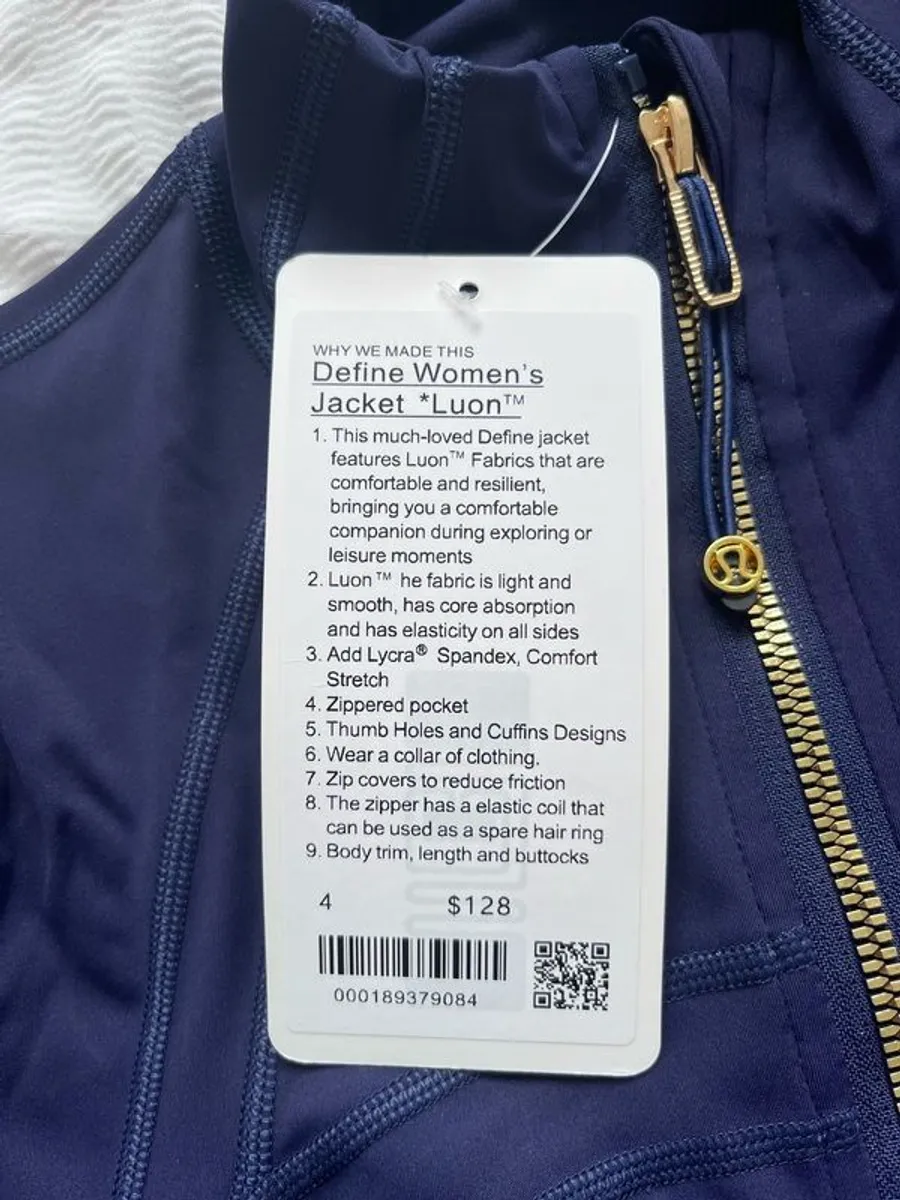 WHY WE MADE THIS
Define Women's
Jacket *Luon™
1. This much-loved Define jacket
features Luon™ Fabrics that are
comfortable and resilient,
bringing you a comfortable
companion during exploring or
leisure moments
2. Luon™ he fabric is light and
smooth, has core absorption
and has elasticity on all sides
3. Add Lycra® Spandex, Comfort
Stretch
4. Zippered pocket
5. Thumb Holes and Cuffins Designs
6. Wear a collar of clothing.
7. Zip covers to reduce friction
8. The zipper has a elastic coil that
can be used as a spare hair ring
9. Body trim, length and buttocks
4 $128
000189379084